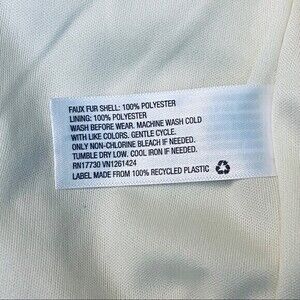 FAUX FUR SHELL: 100% POLYESTER
LINING: 100% POLYESTER
WASH BEFORE WEAR. MACHINE WASH COLD
WITH LIKE COLORS. GENTLE CYCLE.
ONLY NON-CHLORINE BLEACH IF NEEDED.
TUMBLE DRY LOW. COOL IRON IF NEEDED.
RN17730 VN1261424
LABEL MADE FROM 100% RECYCLED PLASTIC